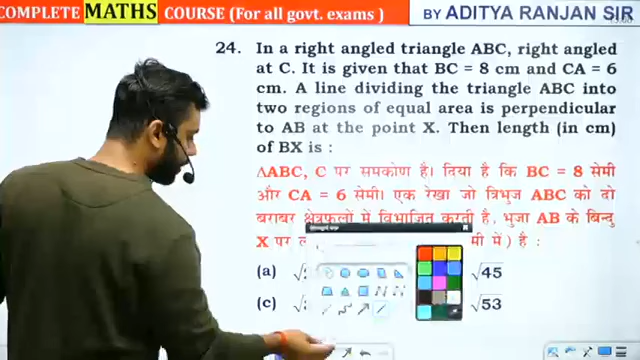 COMPLETE MATHS COURSE (For all govt. exams)
BY ADITYA RANJAN SIR
24. In a right angled triangle ABC, right angled
at C. It is given that BC = 8 cm and CA = 6
cm. A line dividing the triangle ABC into
two regions of equal area is perpendicular
to AB at the point X. Then length (in cm)
of BX is :
ΔABC, C पर समकोण है। दिया है कि BC = 8 सेमी
और CA = 6 सेमी। एक रेखा जो त्रिभुज ABC को दो
बराबर क्षेत्रफलों में विभाजित करती है, भुजा AB के बिन्दु
X पर में) है :
(a) √45
(c) √53